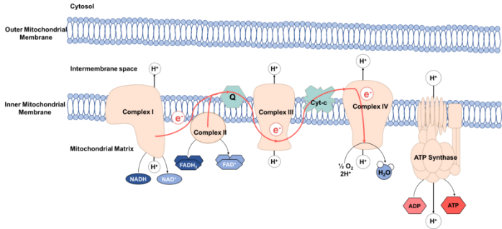 Cytosol
Outer Mitochondrial
Membrane
Intermembrane space
H⁺
H⁺
H⁺
H⁺
Q
Cyt-c
Inner Mitochondrial
Membrane
Complex I
Complex III
Complex IV
e⁻
e⁻
e⁻
Complex II
Mitochondrial Matrix
ATP Synthase
FADH₂
FAD⁺
H⁺
H⁺
H⁺
½ O₂
2H⁺
H₂O
NADH
NAD⁺
ADP
ATP
H⁺